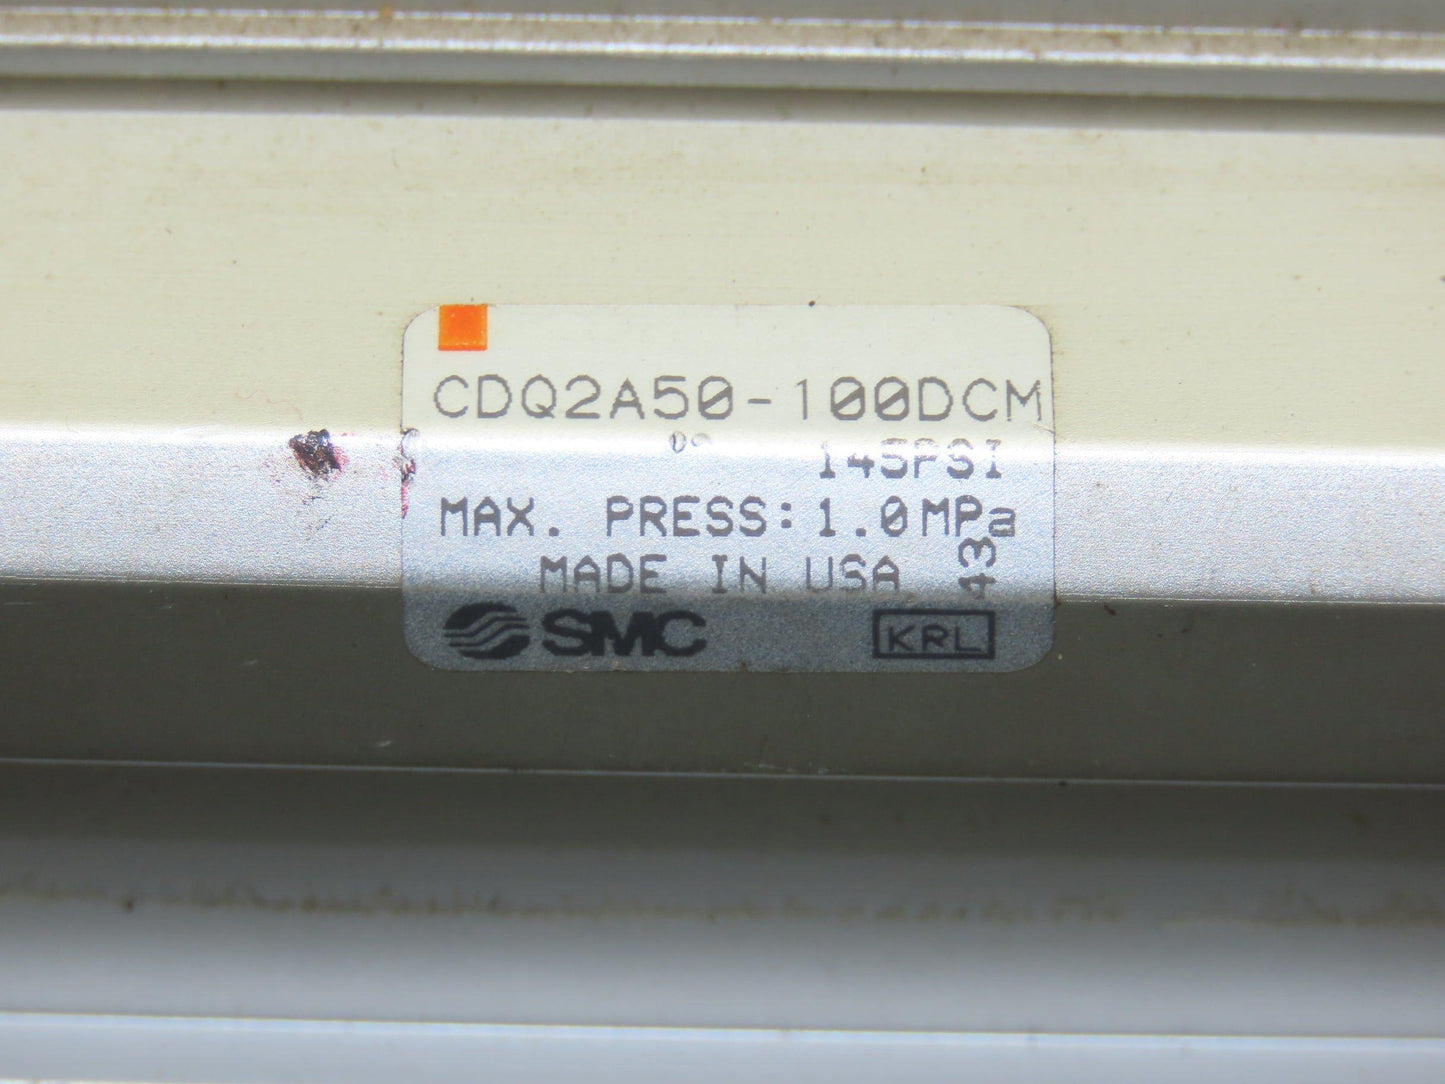 CDQ2A50-100DCM
145PSI
MAX. PRESS:1.0MPa
MADE IN USA
43
SMC
KRL